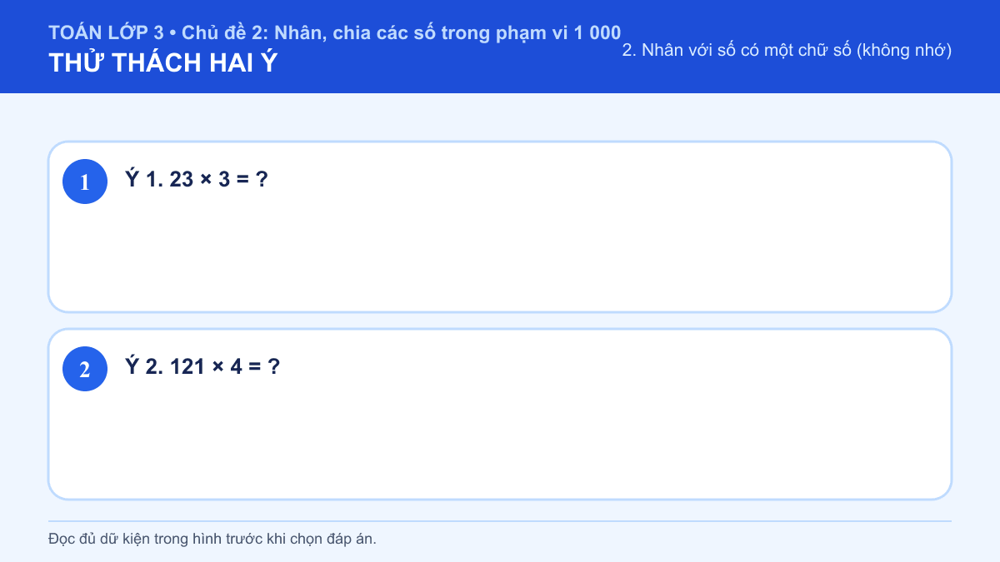 TOÁN LỚP 3 • Chủ đề 2: Nhân, chia các số trong phạm vi 1 000
THỬ THÁCH HAI Ý
2. Nhân với số có một chữ số (không nhớ)
1
Ý 1. 23 × 3 = ?
2
Ý 2. 121 × 4 = ?
Đọc đủ dữ kiện trong hình trước khi chọn đáp án.